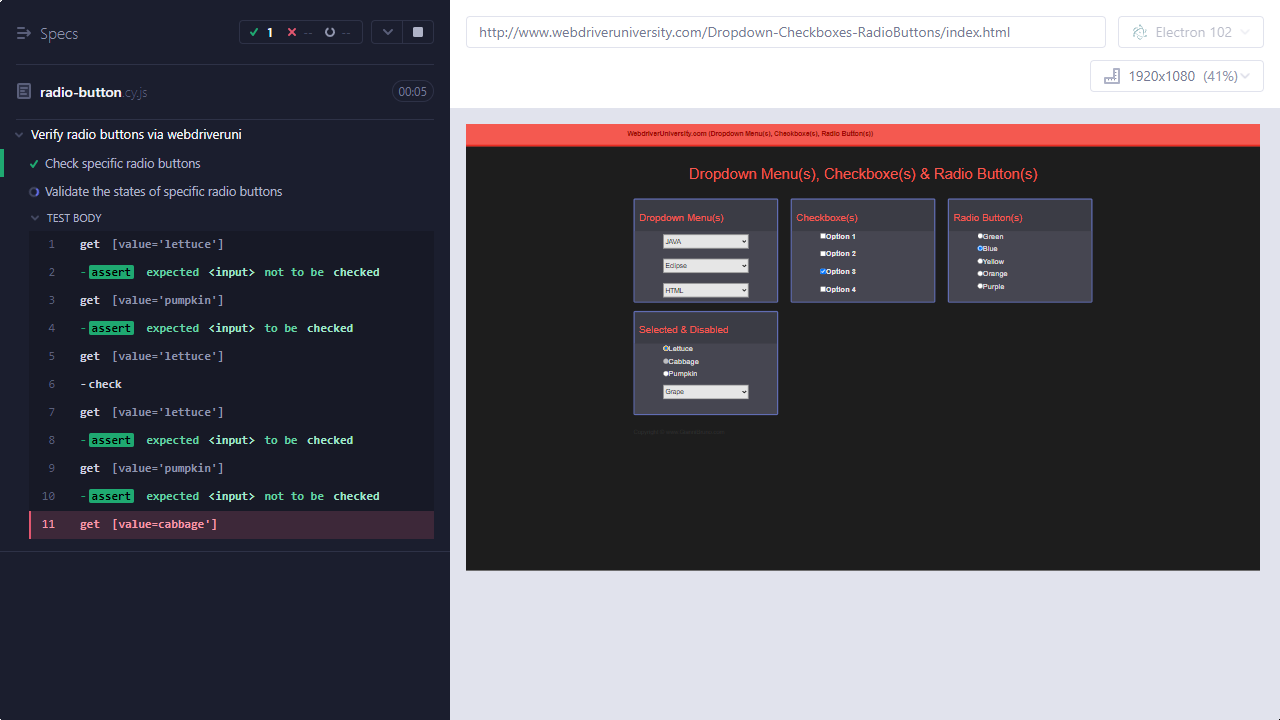 Specs
1 -- --
radio-button.cy.js 00:05
Verify radio buttons via webdriveruni
Check specific radio buttons
Validate the states of specific radio buttons
TEST BODY
1 get [value='lettuce']
2 -assert expected <input> not to be checked
3 get [value='pumpkin']
4 -assert expected <input> to be checked
5 get [value='lettuce']
6 -check
7 get [value='lettuce']
8 -assert expected <input> to be checked
9 get [value='pumpkin']
10 -assert expected <input> not to be checked
11 get [value=cabbage']
http://www.webdriveruniversity.com/Dropdown-Checkboxes-RadioButtons/index.html
Electron 102
1920x1080 (41%)
WebdriverUniversity.com (Dropdown Menu(s), Checkboxe(s), Radio Button(s))
Dropdown Menu(s), Checkboxe(s) & Radio Button(s)
Dropdown Menu(s)
JAVA
Eclipse
HTML
Checkboxe(s)
Option 1
Option 2
Option 3
Option 4
Radio Button(s)
Green
Blue
Yellow
Orange
Purple
Selected & Disabled
Lettuce
Cabbage
Pumpkin
Grape